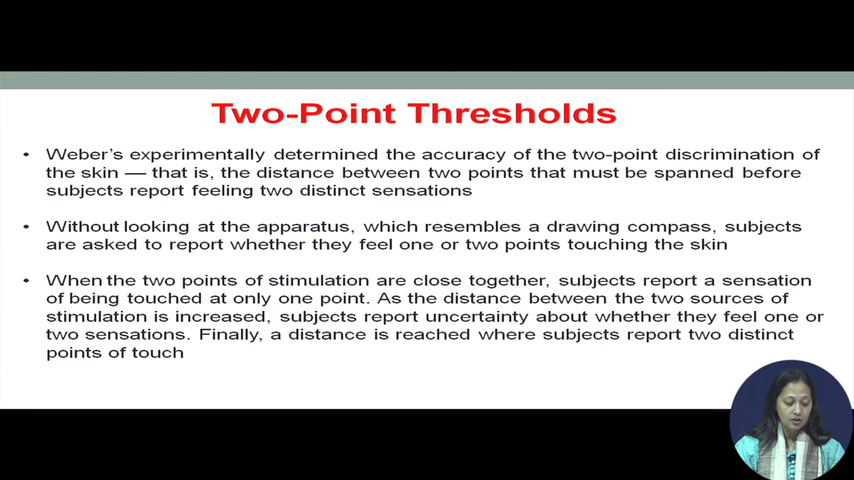 Two-Point Thresholds
• Weber's experimentally determined the accuracy of the two-point discrimination of
the skin — that is, the distance between two points that must be spanned before
subjects report feeling two distinct sensations
• Without looking at the apparatus, which resembles a drawing compass, subjects
are asked to report whether they feel one or two points touching the skin
• When the two points of stimulation are close together, subjects report a sensation
of being touched at only one point. As the distance between the two sources of
stimulation is increased, subjects report uncertainty about whether they feel one or
two sensations. Finally, a distance is reached where subjects report two distinct
points of touch